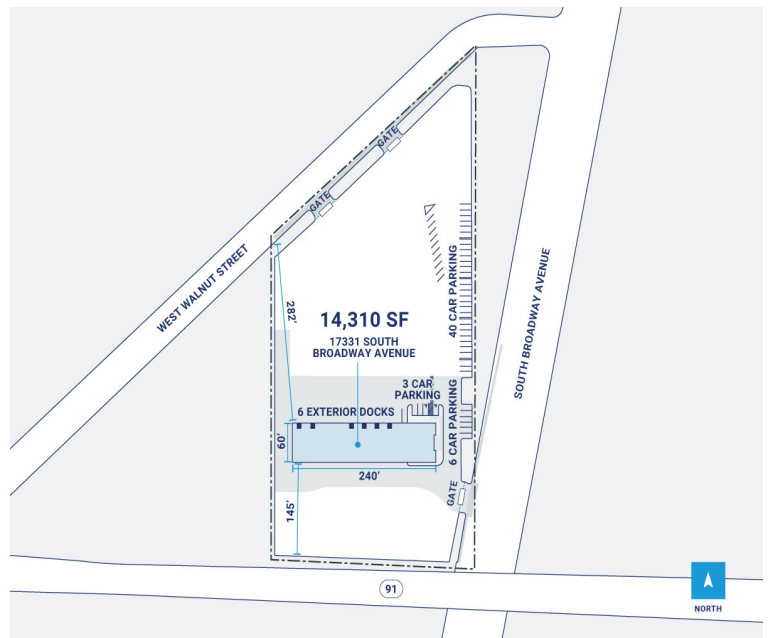 GATE
GATE
WEST WALNUT STREET
282'
14,310 SF
17331 SOUTH
BROADWAY AVENUE
40 CAR PARKING
SOUTH BROADWAY AVENUE
3 CAR
PARKING
6 EXTERIOR DOCKS
6 CAR PARKING
60'
240'
GATE
145'
91
NORTH